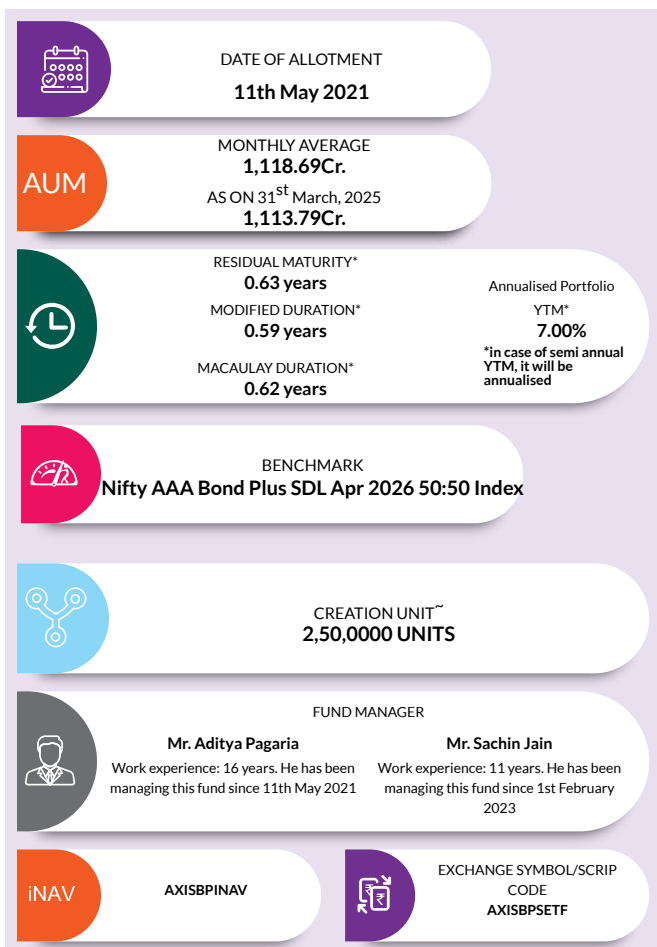 DATE OF ALLOTMENT
11th May 2021
AUM
MONTHLY AVERAGE
1,118.69Cr.
AS ON 31st March, 2025
1,113.79Cr.
RESIDUAL MATURITY*
0.63 years
MODIFIED DURATION*
0.59 years
MACAULAY DURATION*
0.62 years
Annualised Portfolio
YTM*
7.00%
*in case of semi annual
YTM, it will be
annualised
BENCHMARK
Nifty AAA Bond Plus SDL Apr 2026 50:50 Index
CREATION UNIT~
2,50,0000 UNITS
FUND MANAGER
Mr. Aditya Pagaria
Work experience: 16 years. He has been
managing this fund since 11th May 2021
Mr. Sachin Jain
Work experience: 11 years. He has been
managing this fund since 1st February
2023
iNAV
AXISBPINAV
EXCHANGE SYMBOL/SCRIP
CODE
AXISBPSETF